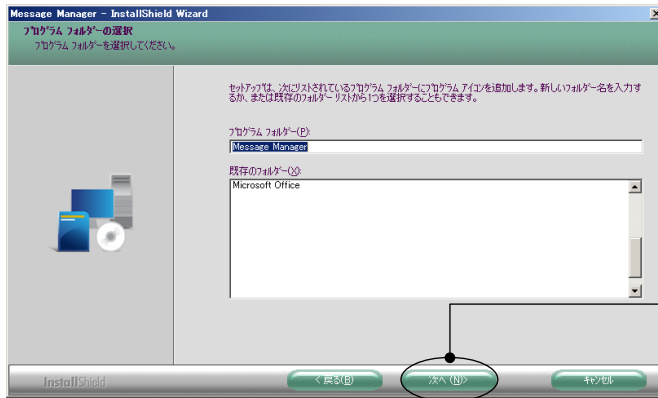 Message Manager - InstallShield Wizard
プログラム フォルダーの選択
プログラム フォルダーを選択してください。
セットアップは、次にリストされているプログラム フォルダーにプログラム アイコンを追加します。新しいフォルダー名を入力す
るか、または既存のフォルダー リストから1つを選択することもできます。
プログラム フォルダー(P):
Message Manager
既存のフォルダー(X):
Microsoft Office
InstallShield
< 戻る(B)
次へ (N)>
キャンセル